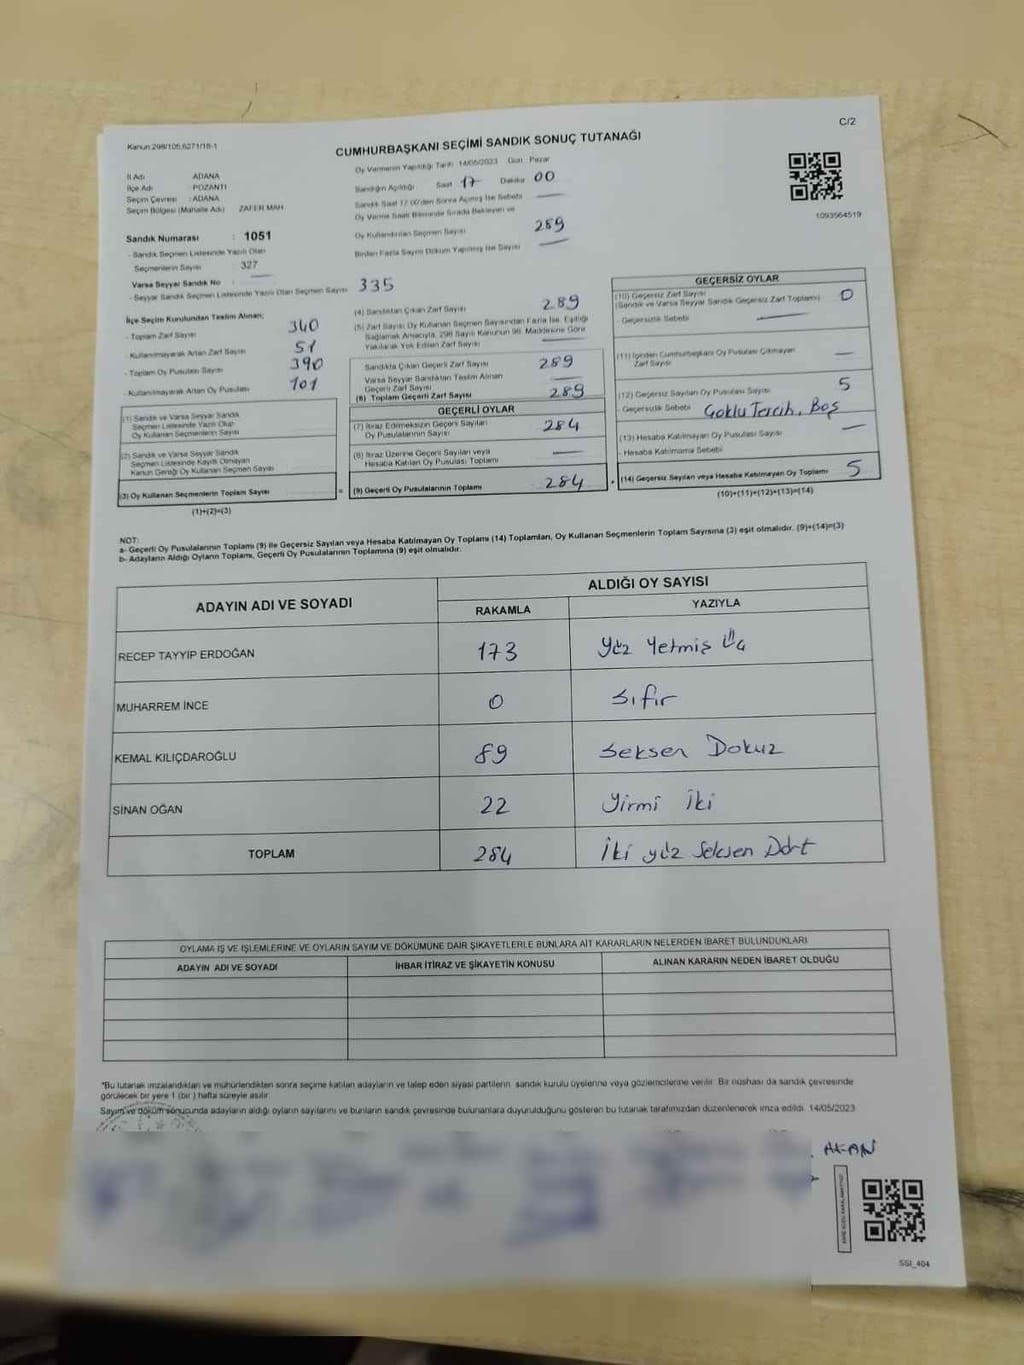 Kanun:298/105;6271/18-1
C/2
CUMHURBAŞKANI SEÇİMİ SANDIK SONUÇ TUTANAĞI
İl Adı ADANA
İlçe Adı POZANTI
Seçim Çevresi : ADANA
Seçim Bölgesi (Mahalle Adı) ZAFER MAH
Sandık Numarası : 1051
- Sandık Seçmen Listesinde Yazılı Olan
Seçmenlerin Sayısı 327
Varsa Seyyar Sandık No
- Seyyar Sandık Seçmen Listesinde Yazılı Olan Seçmen Sayısı 335
Oy Vermenin Yapıldığı Tarih 14/05/2023 Gün Pazar
Sandığın Açıldığı Saat 17 Dakika 00
Sandık Saat 17:00'den Sonra Açılmış İse Sebebi
Oy Verme Saati Bitiminde Sırada Bekleyen ve
Oy Kullandırılan Seçmen Sayısı 289
Birden Fazla Sayım Döküm Yapılmış İse Sayısı
1093564519
İlçe Seçim Kurulundan Teslim Alınan;
- Toplam Zarf Sayısı 340
- Kullanılmayarak Artan Zarf Sayısı 51
- Toplam Oy Pusulası Sayısı 390
- Kullanılmayarak Artan Oy Pusulası 101
(1) Sandık ve Varsa Seyyar Sandık
Seçmen Listesinde Yazılı Olup
Oy Kullanan Seçmenlerin Sayısı
(2) Sandık ve Varsa Seyyar Sandık
Seçmen Listesinde Kayıtlı Olmayan
Kanun Gereği Oy Kullanan Seçmen Sayısı
(3) Oy Kullanan Seçmenlerin Toplam Sayısı
(1)+(2)=(3)
(4) Sandıktan Çıkan Zarf Sayısı 289
(5) Zarf Sayısı Oy Kullanan Seçmen Sayısından Fazla İse, Eşitliği
Sağlamak Amacıyla, 298 Sayılı Kanunun 98. Maddesine Göre
Yakılarak Yok Edilen Zarf Sayısı
Sandıkta Çıkan Geçerli Zarf Sayısı 289
Varsa Seyyar Sandıktan Teslim Alınan
Geçerli Zarf Sayısı
(6) Toplam Geçerli Zarf Sayısı 289
GEÇERLİ OYLAR
(7) İtiraz Edilmeksizin Geçerli Sayılan
Oy Pusulalarının Sayısı 284
(8) İtiraz Üzerine Geçerli Sayılan veya
Hesaba Katılan Oy Pusulası Toplamı
= (9) Geçerli Oy Pusulalarının Toplamı 284
GEÇERSİZ OYLAR
(10) Geçersiz Zarf Sayısı
(Sandık ve Varsa Seyyar Sandık Geçersiz Zarf Toplamı) 0
- Geçersizlik Sebebi
(11) İçinden Cumhurbaşkanı Oy Pusulası Çıkmayan
Zarf Sayısı
(12) Geçersiz Sayılan Oy Pusulası Sayısı 5
- Geçersizlik Sebebi Çoklu Tercih, Boş
(13) Hesaba Katılmayan Oy Pusulası Sayısı
- Hesaba Katılmama Sebebi
+ (14) Geçersiz Sayılan veya Hesaba Katılmayan Oy Toplamı 5
(10)+(11)+(12)+(13)=(14)
NOT:
a- Geçerli Oy Pusulalarının Toplamı (9) ile Geçersiz Sayılan veya Hesaba Katılmayan Oy Toplamı (14) Toplamları, Oy Kullanan Seçmenlerin Toplam Sayısına (3) eşit olmalıdır. (9)+(14)=(3)
b- Adayların Aldığı Oyların Toplamı, Geçerli Oy Pusulalarının Toplamına (9) eşit olmalıdır.
ADAYIN ADI VE SOYADI
ALDIĞI OY SAYISI
RAKAMLA YAZIYLA
RECEP TAYYIP ERDOĞAN 173 Yüz Yetmiş Üç
MUHARREM İNCE 0 Sıfır
KEMAL KILIÇDAROĞLU 89 Seksen Dokuz
SİNAN OĞAN 22 Yirmi İki
TOPLAM 284 İki yüz Seksen Dört
OYLAMA İŞ VE İŞLEMLERİNE VE OYLARIN SAYIM VE DÖKÜMÜNE DAİR ŞİKAYETLERLE BUNLARA AİT KARARLARIN NELERDEN İBARET BULUNDUKLARI
ADAYIN ADI VE SOYADI İHBAR İTİRAZ VE ŞİKAYETİN KONUSU ALINAN KARARIN NEDEN İBARET OLDUĞU
*Bu tutanak imzalandıktan ve mühürlendikten sonra seçime katılan adayların ve talep eden siyasi partilerin sandık kurulu üyelerine veya gözlemcilerine verilir. Bir nüshası da sandık çevresinde
görülecek bir yere 1 (bir) hafta süreyle asılır.
Sayım ve döküm sonucunda adayların aldığı oyların sayılarını ve bunların sandık çevresinde bulunanlara duyurulduğunu gösteren bu tutanak tarafımızdan düzenlenerek imza edildi. 14/05/2023
SSI_404